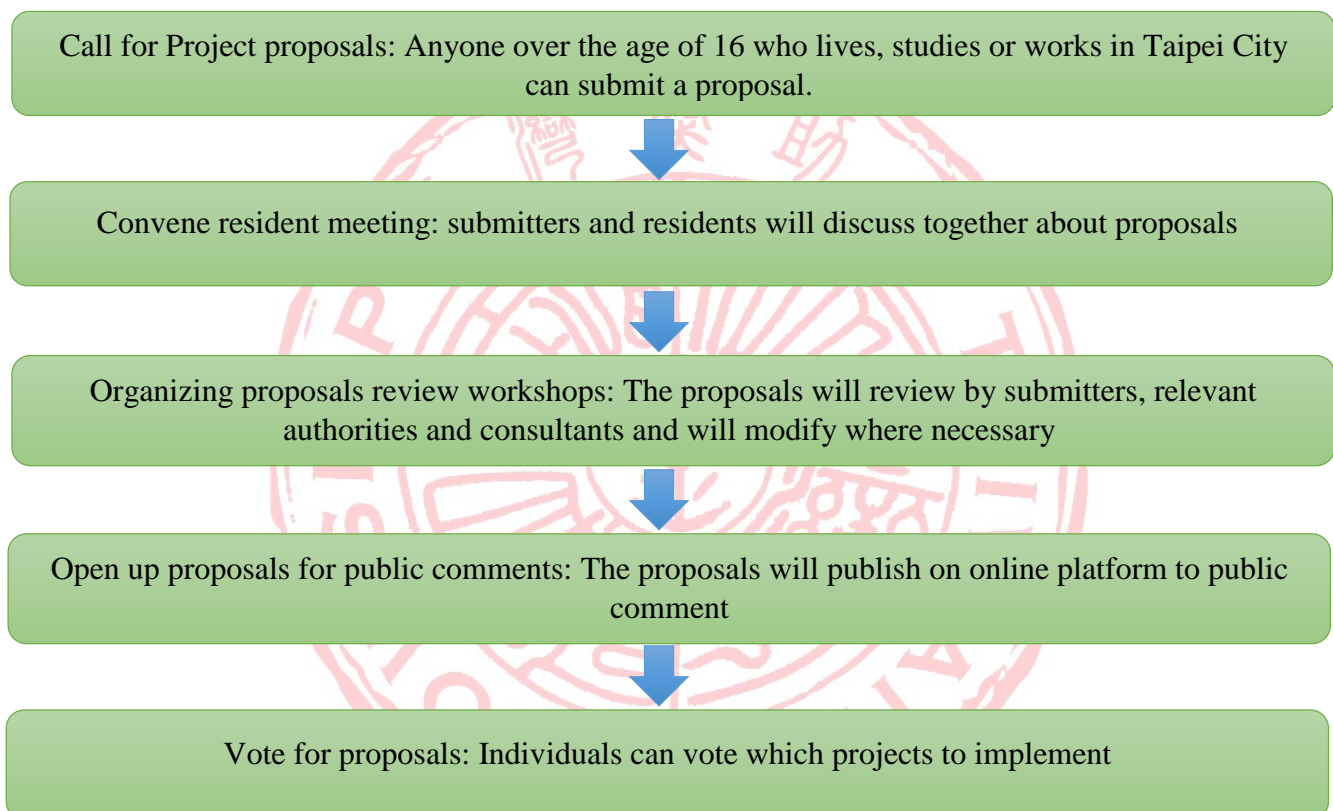 Call for Project proposals: Anyone over the age of 16 who lives, studies or works in Taipei City
can submit a proposal.
Convene resident meeting: submitters and residents will discuss together about proposals
Organizing proposals review workshops: The proposals will review by submitters, relevant
authorities and consultants and will modify where necessary
Open up proposals for public comments: The proposals will publish on online platform to public
comment
Vote for proposals: Individuals can vote which projects to implement